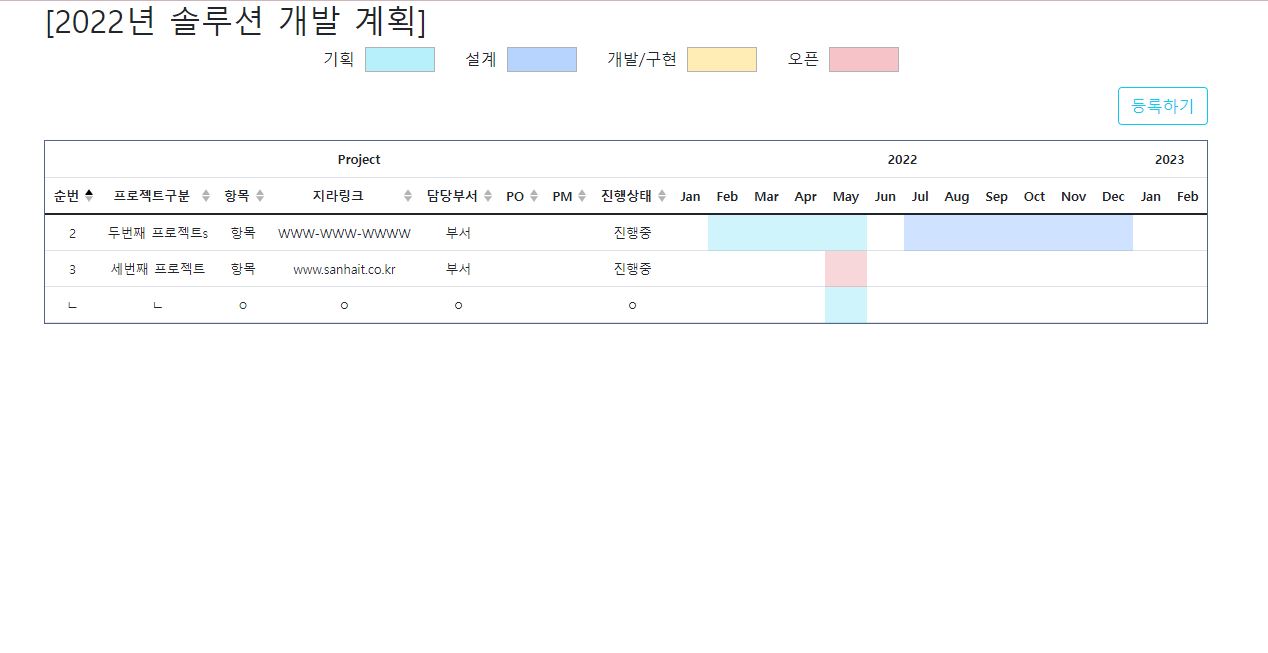 [2022년 솔루션 개발 계획]
기획 설계 개발/구현 오픈
등록하기
Project 2022 2023
순번 프로젝트구분 항목 지라링크 담당부서 PO PM 진행상태 Jan Feb Mar Apr May Jun Jul Aug Sep Oct Nov Dec Jan Feb
2 두번째 프로젝트s 항목 WWW-WWW-WWWW 부서 진행중
3 세번째 프로젝트 항목 www.sanhait.co.kr 부서 진행중
ㄴ ㄴ ㅇ ㅇ ㅇ ㅇ